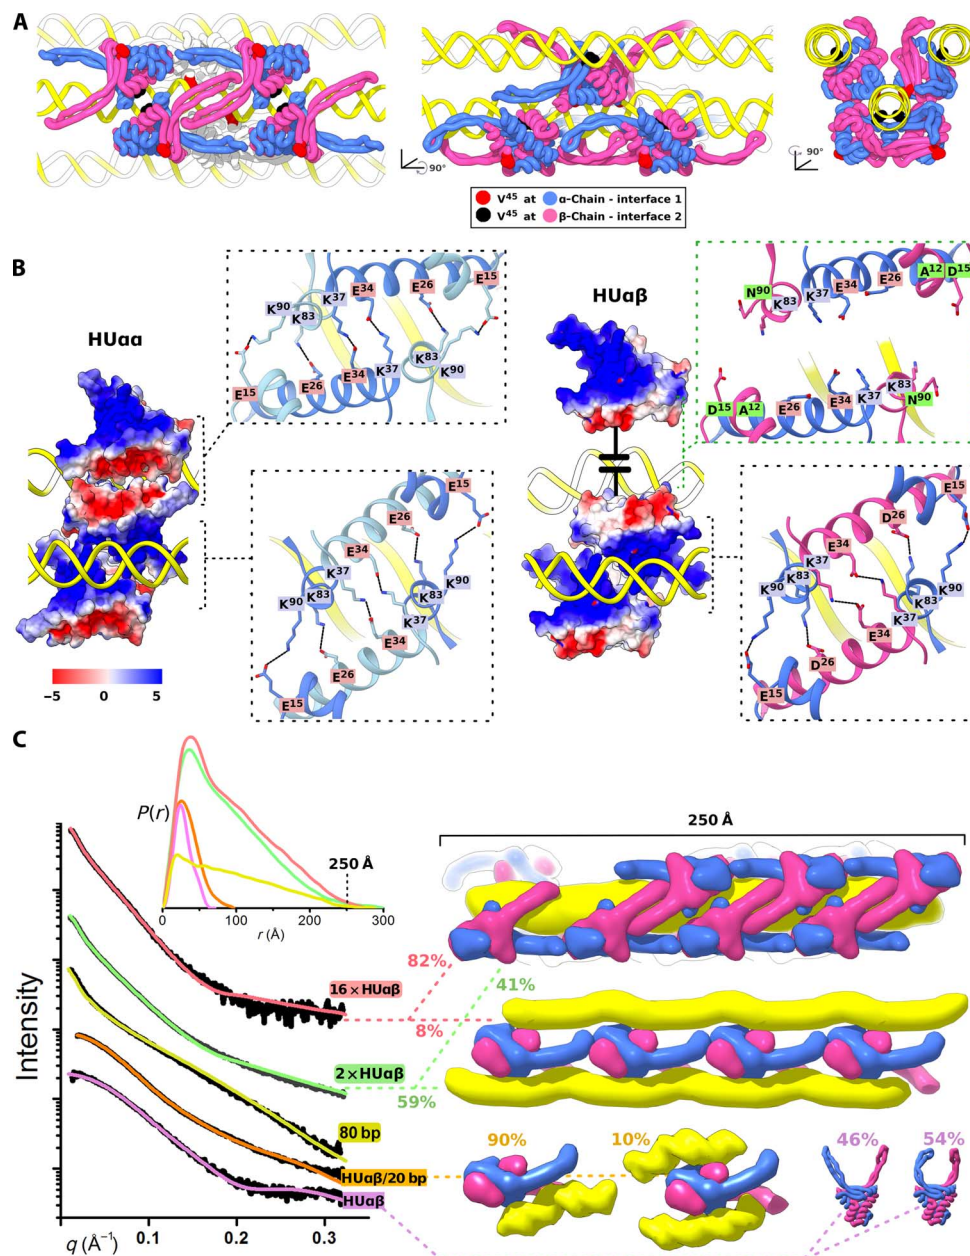 A
90°
90°
V45 at α-Chain - interface 1
V45 at β-Chain - interface 2
B
HUαα
K90
K83
K37
E34
E26
E15
E15
E26
E34
K37
K83
K90
HUαβ
N90
K83
K37
E34
E26
A12
D15
D15
A12
E26
E34
K37
K83
N90
E15
E26
E34
K37
K83
K90
K90
K83
K37
E34
E26
E15
−5
0
5
E15
D26
E34
K37
K83
K90
K90
K83
K37
E34
D26
E15
C
P(r)
250 Å
0 50 100 150 200 250 300
r (Å)
250 Å
Intensity
16×HUαβ
82%
8%
41%
2×HUαβ
59%
80 bp
HUαβ/20 bp
HUαβ
90%
10%
46%
54%
q (Å−1)
0.1
0.2
0.3